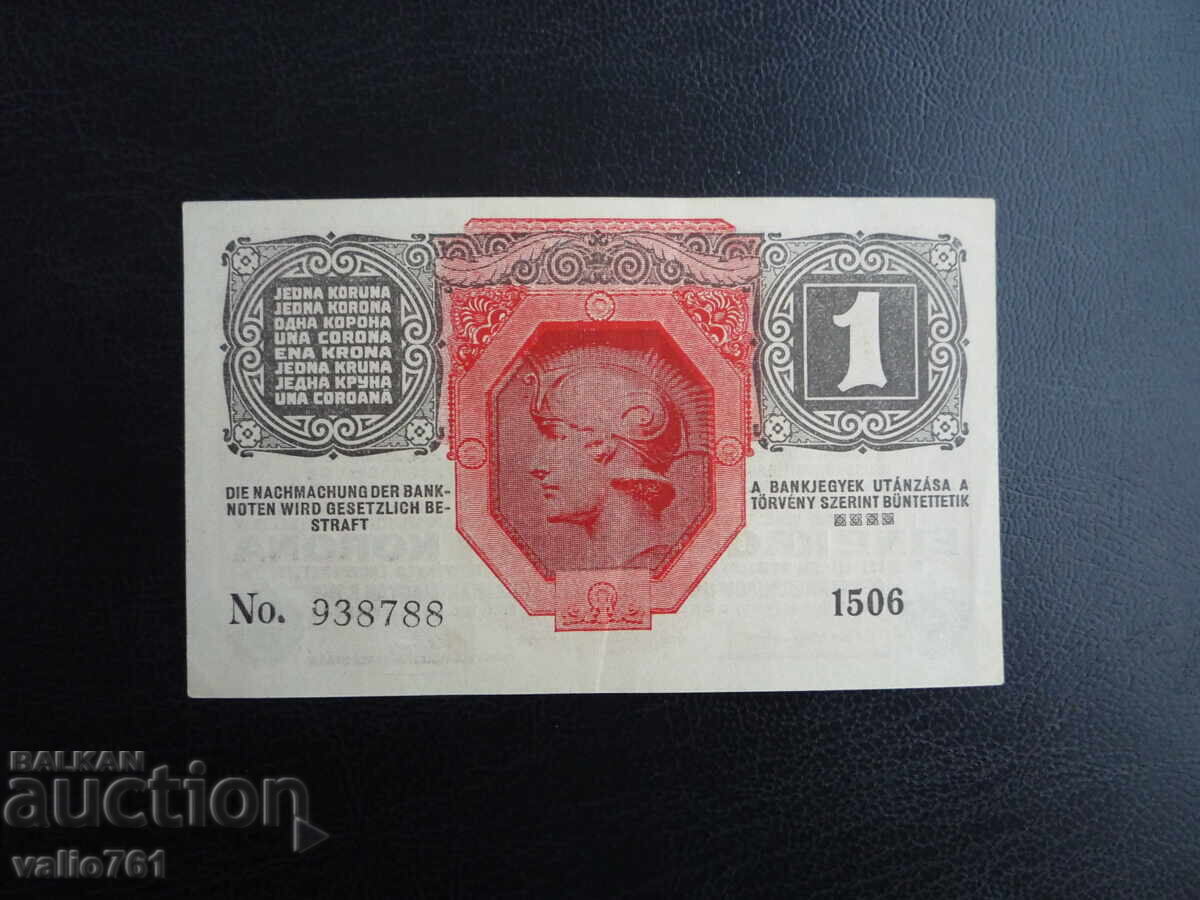 JEDNA KORUNA
JEDNA KORONA
ОДНА КОРОНА
UNA CORONA
ENA KRONA
JEDNA KRUNA
ЈЕДНА КРУНА
UNA COROANĂ
1
DIE NACHMACHUNG DER BANK-
NOTEN WIRD GESETZLICH BE-
STRAFT
A BANKJEGYEK UTÁNZÁSA A
TÖRVÉNY SZERINT BÜNTETTETIK
No. 938788
1506
BALKAN
auction
valio761